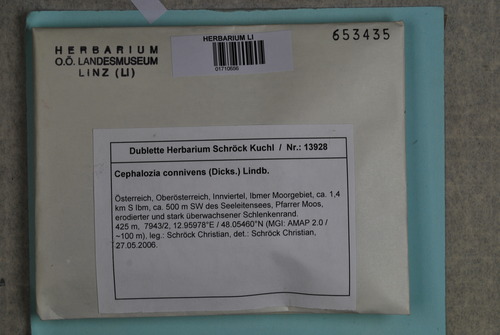 HERBARIUM
O.Ö. LANDESMUSEUM
LINZ (LI)
HERBARIUM LI
01710656
653435
Dublette Herbarium Schröck Kuchl / Nr.: 13928
Cephalozia connivens (Dicks.) Lindb.
Österreich, Oberösterreich, Innviertel, Ibmer Moorgebiet, ca. 1,4
km S Ibm, ca. 500 m SW des Seeleitensees, Pfarrer Moos,
erodierter und stark überwachsener Schlenkenrand.
425 m, 7943/2, 12.95978°E / 48.05460°N (MGI: AMAP 2.0 /
~100 m), leg.: Schröck Christian, det.: Schröck Christian,
27.05.2006.